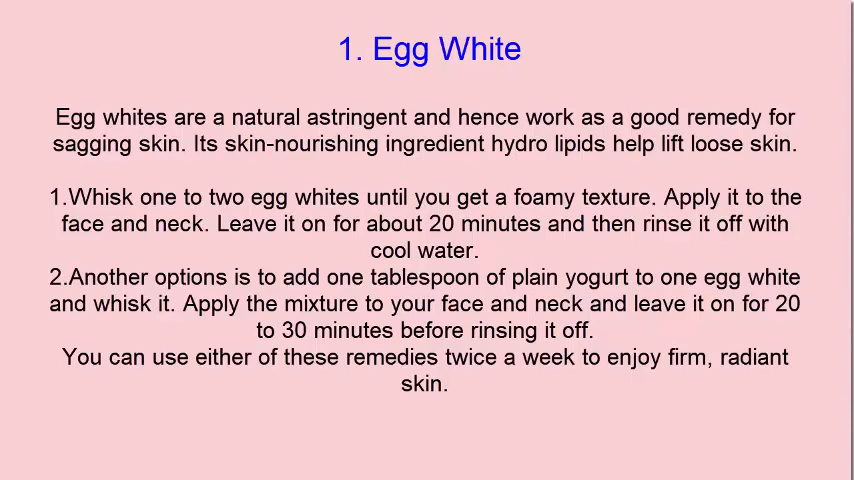 1. Egg White
Egg whites are a natural astringent and hence work as a good remedy for
sagging skin. Its skin-nourishing ingredient hydro lipids help lift loose skin.
1.Whisk one to two egg whites until you get a foamy texture. Apply it to the
face and neck. Leave it on for about 20 minutes and then rinse it off with
cool water.
2.Another options is to add one tablespoon of plain yogurt to one egg white
and whisk it. Apply the mixture to your face and neck and leave it on for 20
to 30 minutes before rinsing it off.
You can use either of these remedies twice a week to enjoy firm, radiant
skin.